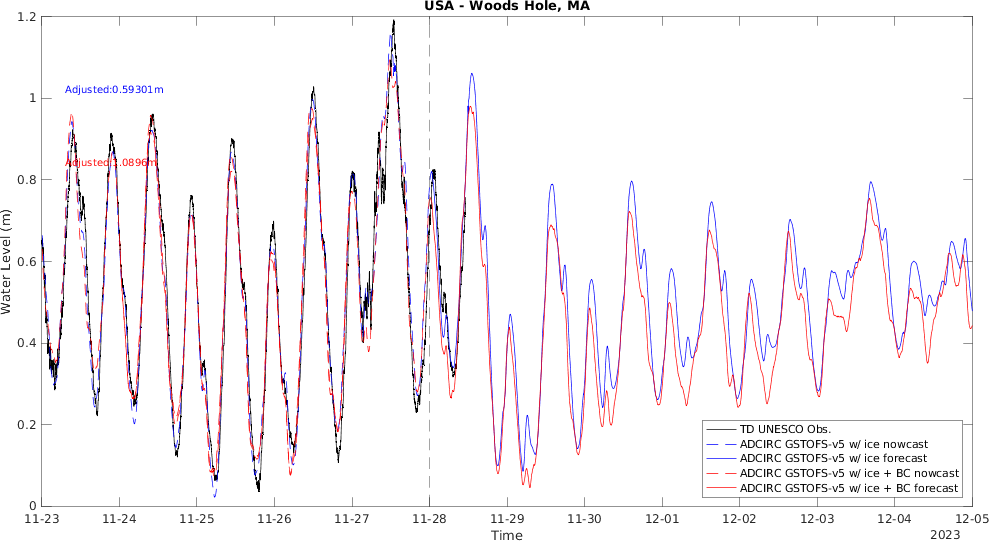 USA - Woods Hole, MA
1.2
1
0.8
0.6
0.4
0.2
0
Water Level (m)
Adjusted:0.59301m
Adjusted:1.0896m
TD UNESCO Obs.
ADCIRC GSTOFS-v5 w/ ice nowcast
ADCIRC GSTOFS-v5 w/ ice forecast
ADCIRC GSTOFS-v5 w/ ice + BC nowcast
ADCIRC GSTOFS-v5 w/ ice + BC forecast
11-23 11-24 11-25 11-26 11-27 11-28 11-29 11-30 12-01 12-02 12-03 12-04 12-05
Time
2023